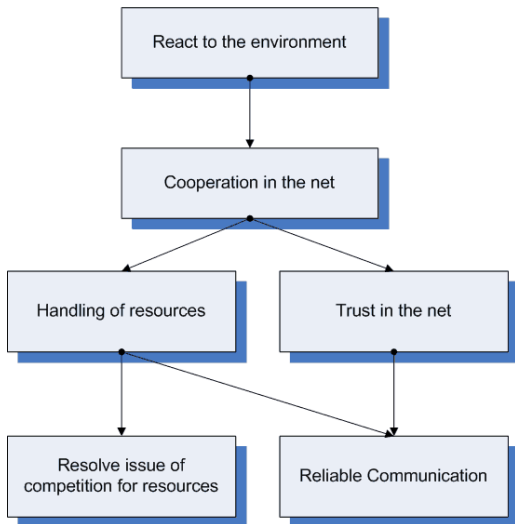 React to the environment
Cooperation in the net
Handling of resources
Trust in the net
Resolve issue of
competition for resources
Reliable Communication